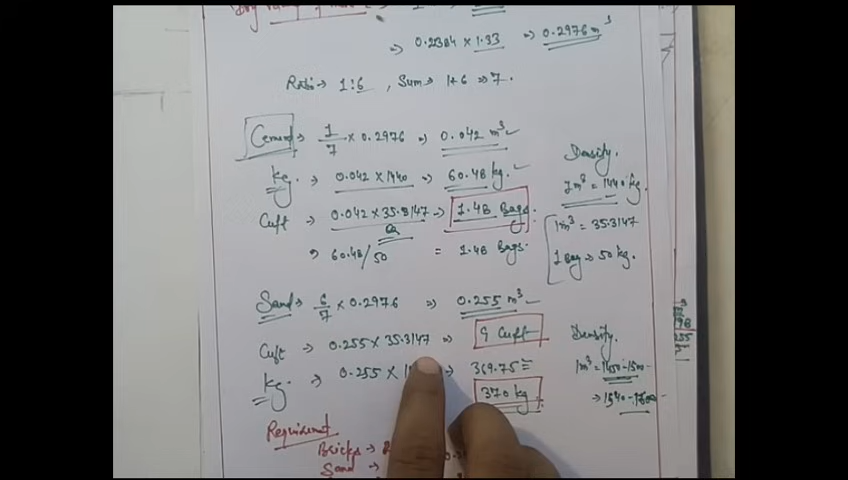 => 0.2384 × 1.33 => 0.2976 m³
Ratio → 1:6 , Sum → 1+6 => 7.
Cement → 1/7 × 0.2976 => 0.042 m³
Density.
kg. → 0.042 × 1440 => 60.48 kg.
1m³ = 1440 kg.
Cuft → 0.042 × 35.3147 => 1.48 Bags.
1m³ = 35.3147
→ 60.48/50 = 1.48 Bags.
1 Bag => 50 kg.
Sand → 6/7 × 0.2976 => 0.255 m³
Cuft → 0.255 × 35.3147 => 9 Cuft
Density.
kg. → 0.255 × 1 => 369.75 ≅
1m³ = 1450-1500
370 kg
Requirement
Bricks →
Sand →